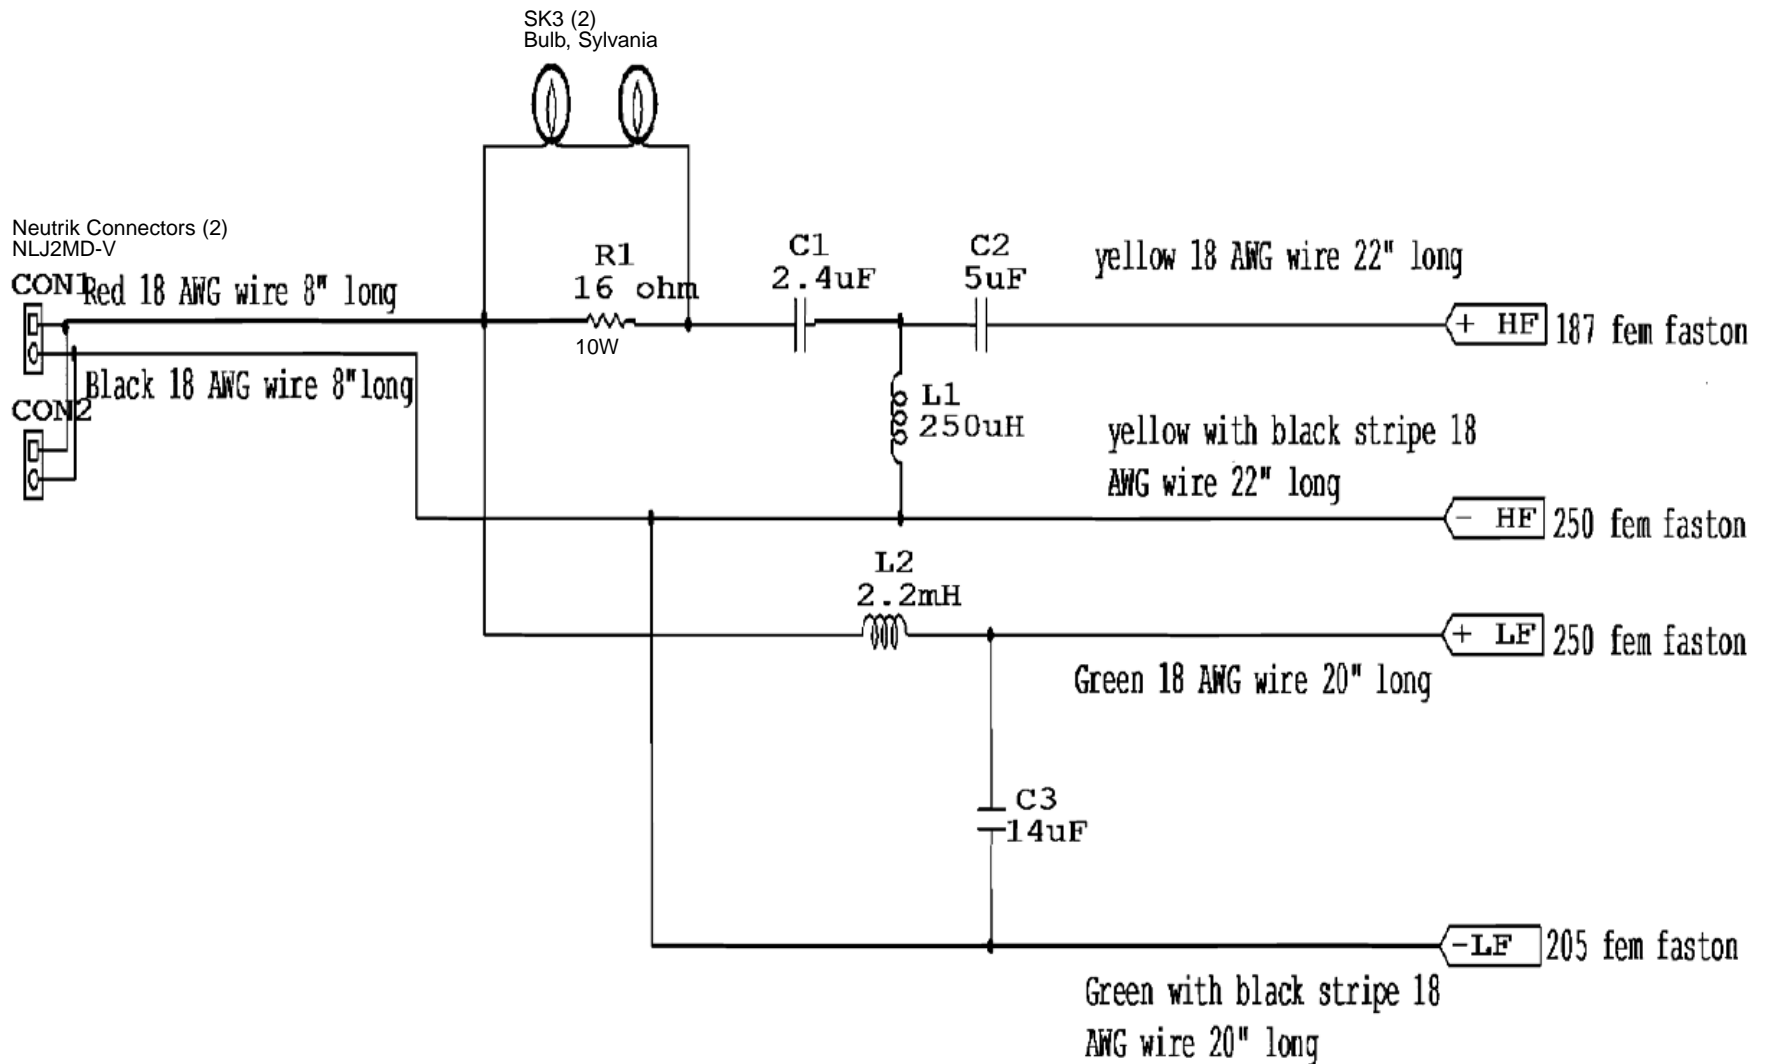 SK3 (2)
Bulb, Sylvania
Neutrik Connectors (2)
NLJ2MD-V
CON1
Red 18 AWG wire 8" long
R1
16 ohm
10W
C1
2.4uF
C2
5uF
yellow 18 AWG wire 22" long
+ HF
187 fem faston
Black 18 AWG wire 8"long
CON2
L1
250uH
yellow with black stripe 18
AWG wire 22" long
- HF
250 fem faston
L2
2.2mH
+ LF
250 fem faston
Green 18 AWG wire 20" long
C3
14uF
-LF
205 fem faston
Green with black stripe 18
AWG wire 20" long